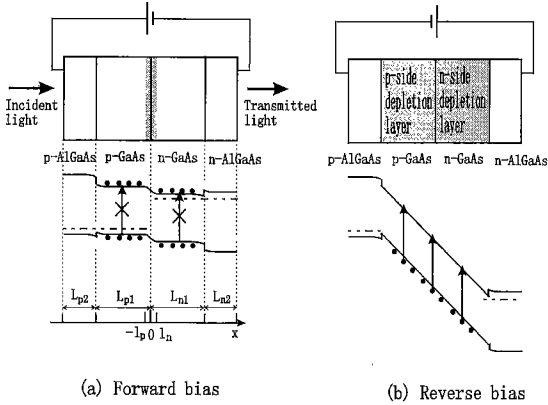 Incident
light
Transmitted
light
p-AlGaAs p-GaAs n-GaAs n-AlGaAs
Lp2 Lp1 Ln1 Ln2
-lp 0 ln x
(a) Forward bias
p-side
depletion
layer
n-side
depletion
layer
p-AlGaAs p-GaAs n-GaAs n-AlGaAs
(b) Reverse bias